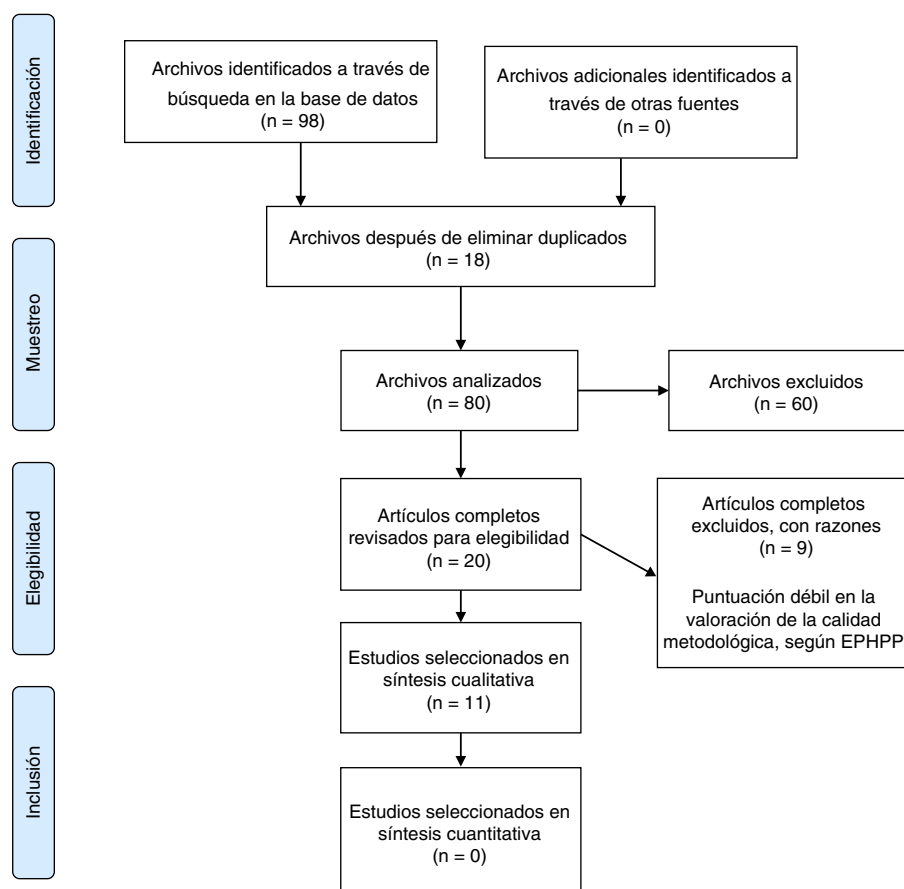 Identificación
Archivos identificados a través de
búsqueda en la base de datos
(n = 98)
Archivos adicionales identificados a
través de otras fuentes
(n = 0)
Archivos después de eliminar duplicados
(n = 18)
Muestreo
Archivos analizados
(n = 80)
Archivos excluidos
(n = 60)
Elegibilidad
Artículos completos
revisados para elegibilidad
(n = 20)
Artículos completos
excluidos, con razones
(n = 9)
Puntuación débil en la
valoración de la calidad
metodológica, según EPHPP
Estudios seleccionados en
síntesis cualitativa
(n = 11)
Inclusión
Estudios seleccionados en
síntesis cuantitativa
(n = 0)